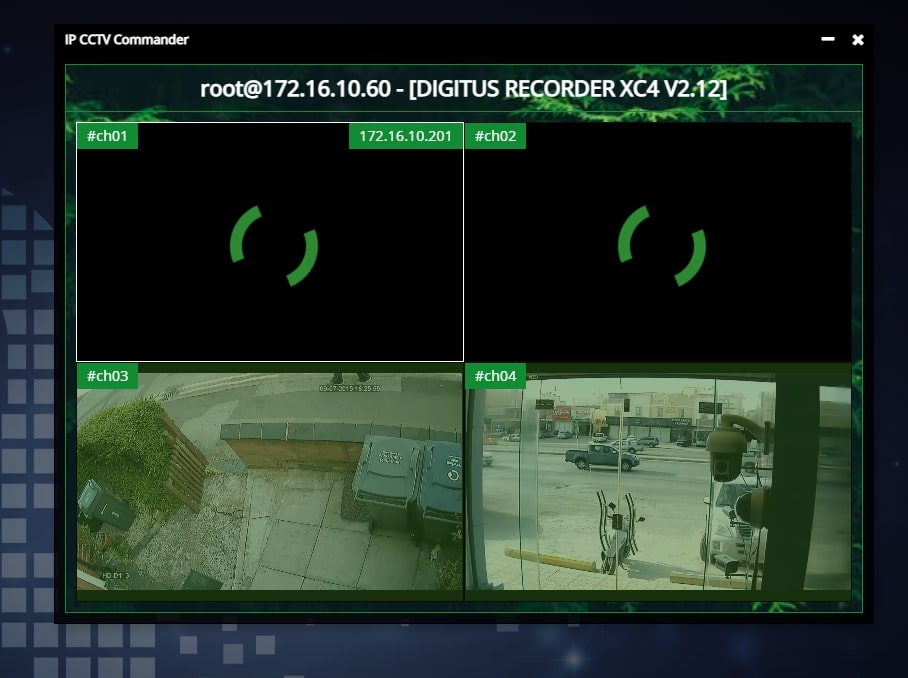 IP CCTV Commander
root@172.16.10.60 - [DIGITUS RECORDER XC4 V2.12]
#ch01
172.16.10.201
#ch02
#ch03
#ch04